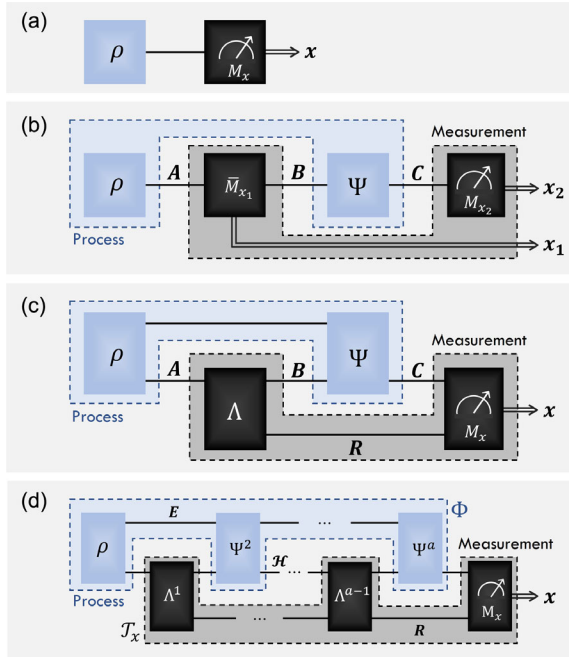 (a)
ρ
M_x
x
(b)
Measurement
ρ
A
M̄_{x_1}
B
Ψ
C
M_{x_2}
x_2
Process
x_1
(c)
Measurement
ρ
Ψ
A
B
C
Process
Λ
M_x
x
R
(d)
E
...
Φ
ρ
Ψ^2
Ψ^a
Measurement
ℋ
...
Process
Λ^1
Λ^{a-1}
M_x
x
𝒯_x
...
R